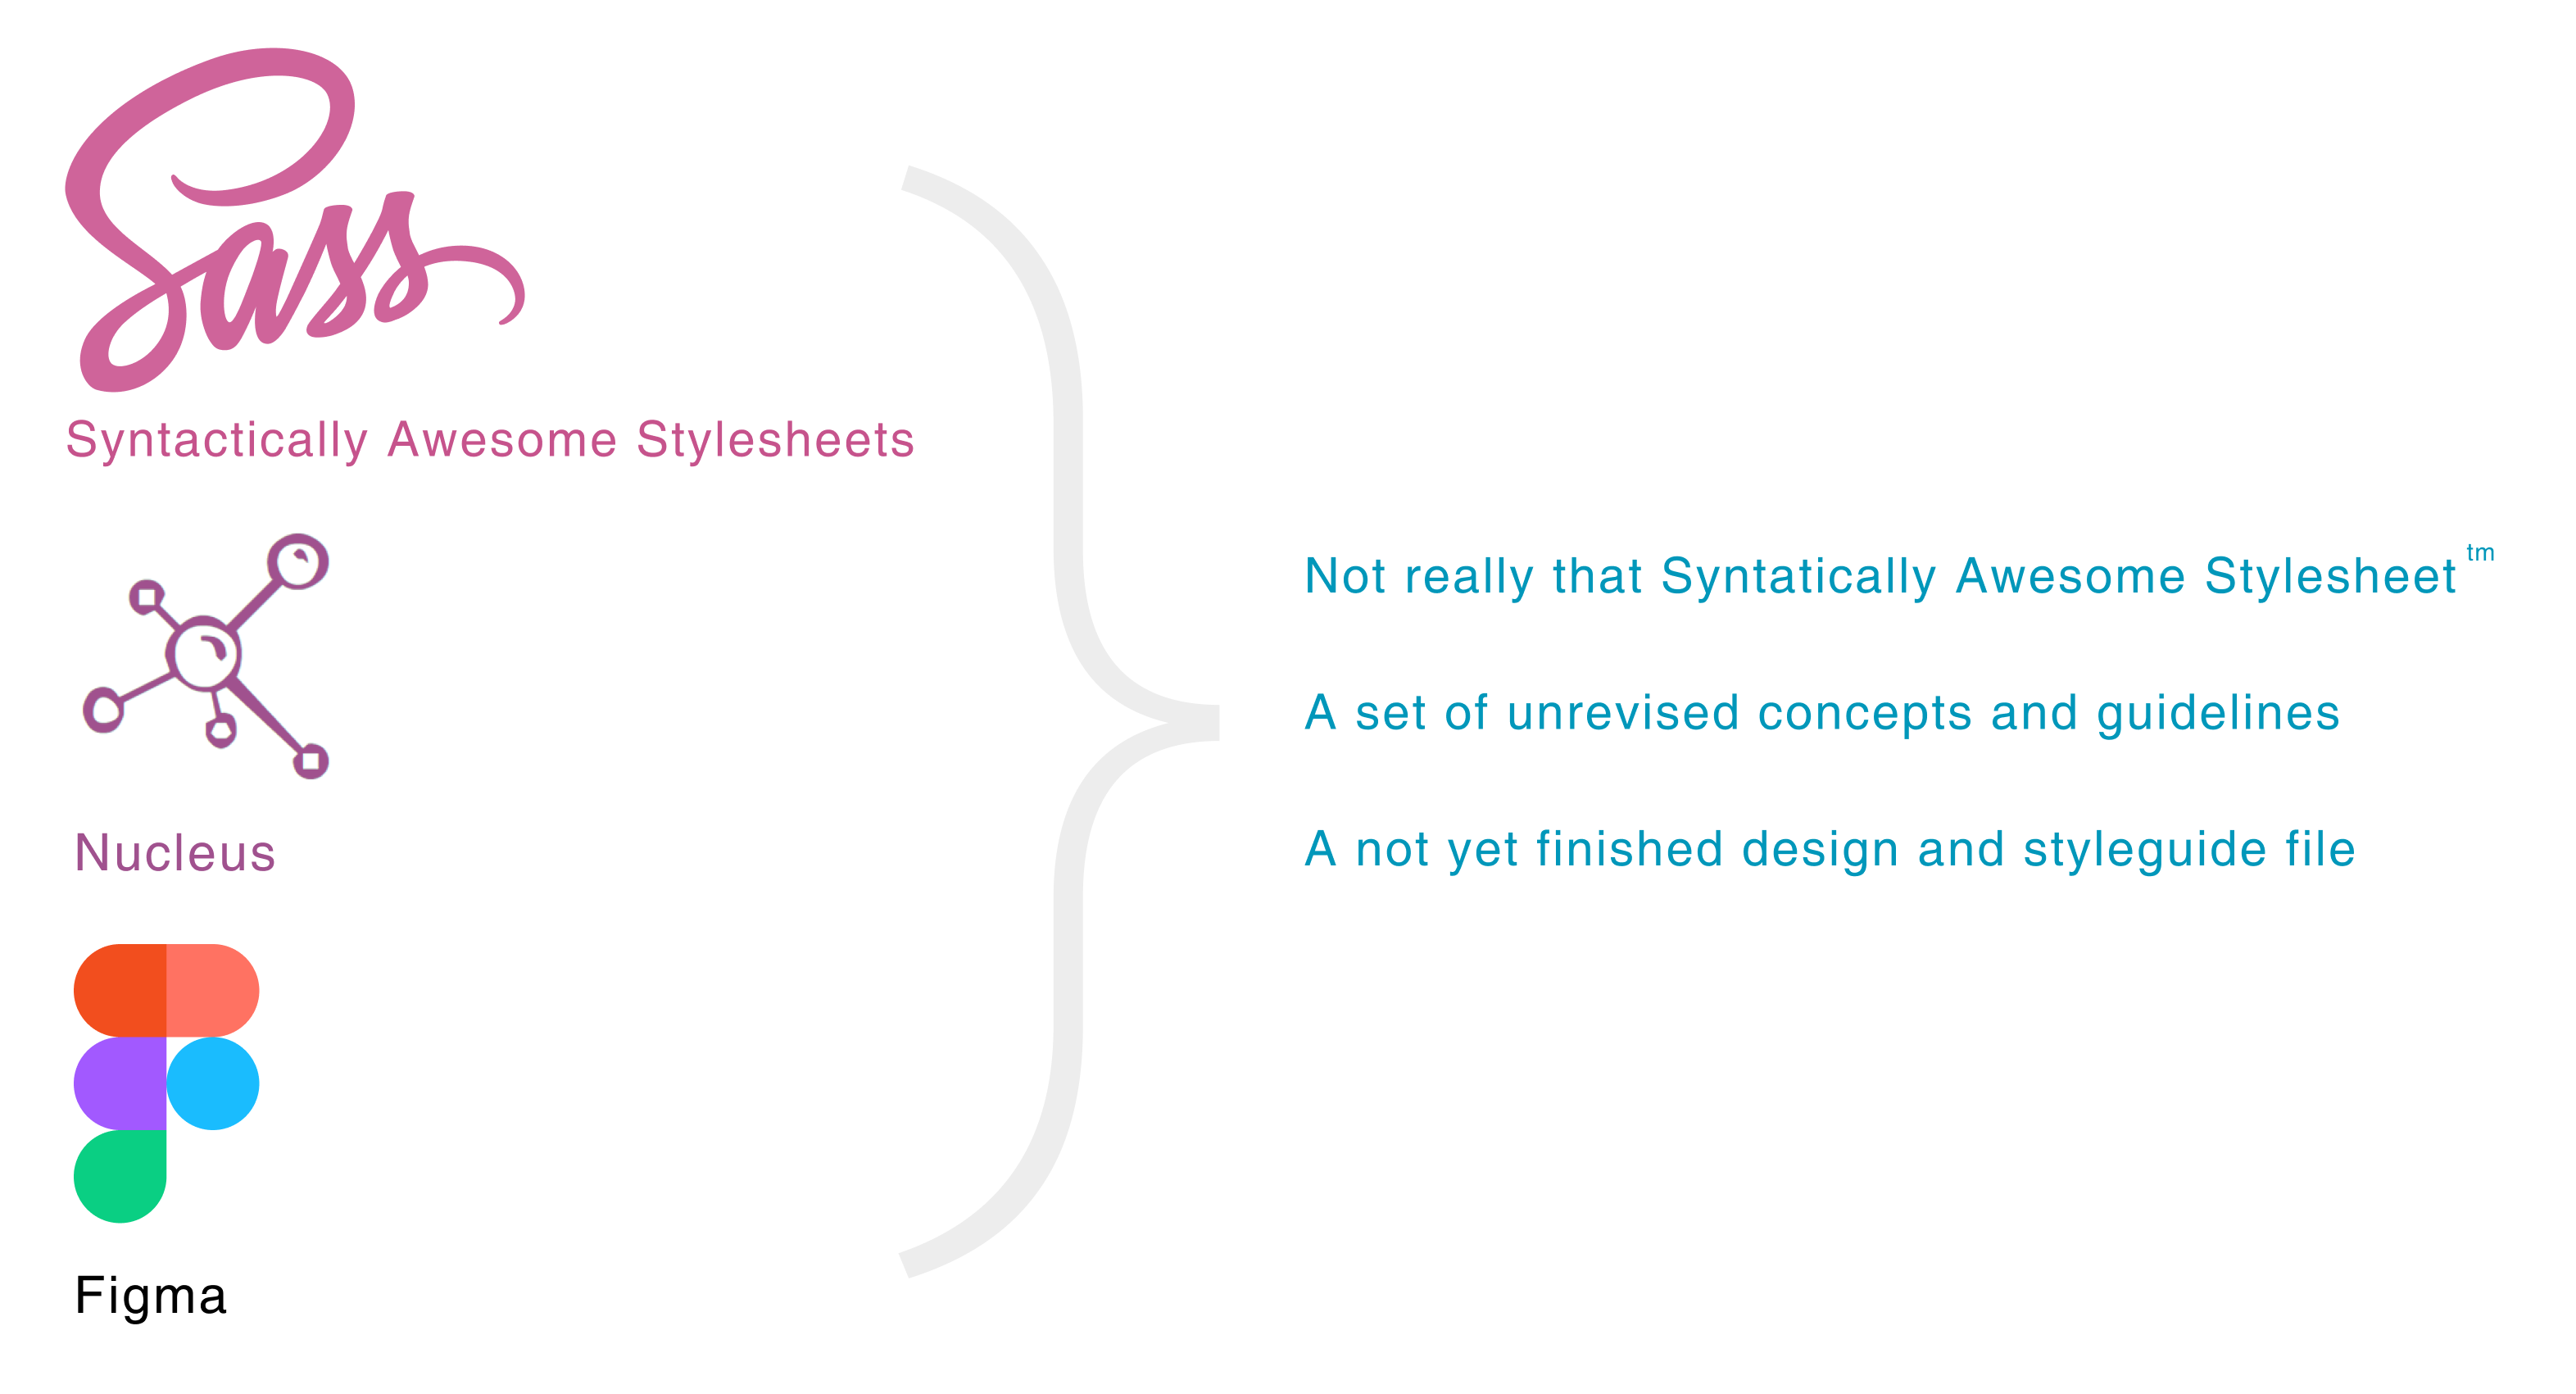 Sass
Syntactically Awesome Stylesheets
Nucleus
Figma
Not really that Syntatically Awesome Stylesheet tm
A set of unrevised concepts and guidelines
A not yet finished design and styleguide file